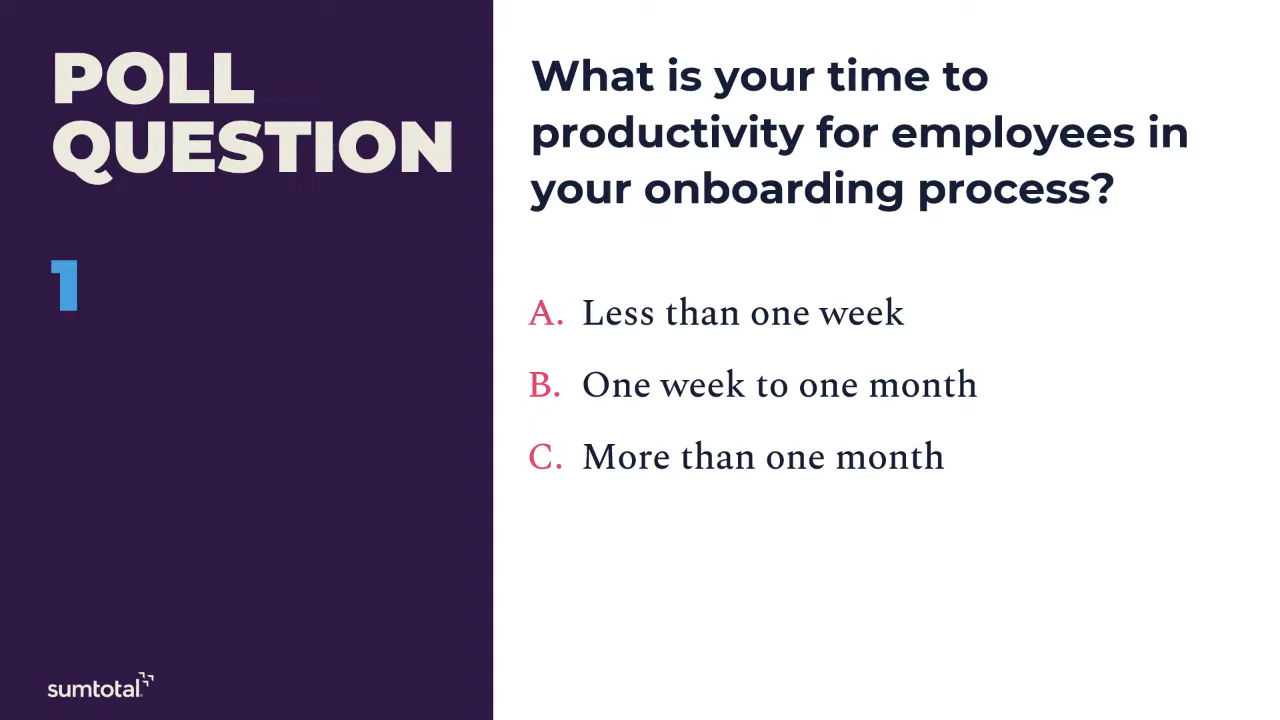 POLL
QUESTION
1
What is your time to
productivity for employees in
your onboarding process?
A. Less than one week
B. One week to one month
C. More than one month
sumtotal